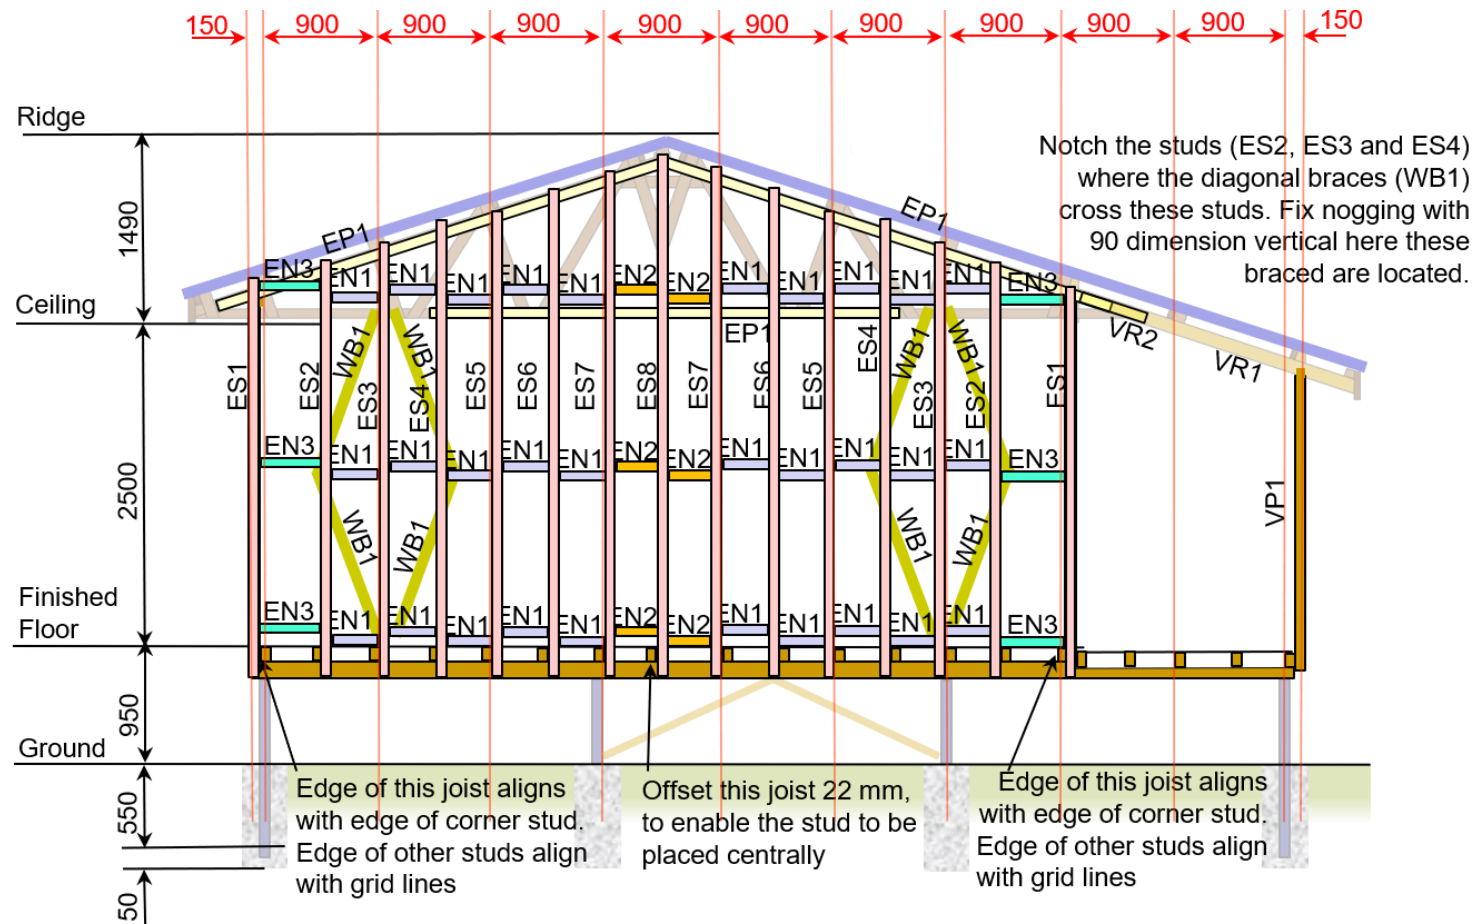 150 900 900 900 900 900 900 900 900 900 150
Ridge
Notch the studs (ES2, ES3 and ES4)
where the diagonal braces (WB1)
cross these studs. Fix nogging with
90 dimension vertical here these
braced are located.
1490
EP1 EP1
EN3 EN1 EN1 EN1 EN1 EN1 EN2 EN2 EN1 EN1 EN1 EN1 EN1 EN3
Ceiling
EP1
VR2
VR1
WB1 WB1 WB1 WB1
ES1 ES2 ES3 ES4 ES5 ES6 ES7 ES8 ES7 ES6 ES5 ES4 ES3 ES2 ES1
EN3 EN1 EN1 EN1 EN1 EN1 EN2 EN2 EN1 EN1 EN1 EN1 EN1 EN3
2500
VP1
WB1 WB1 WB1 WB1
Finished
Floor
EN3 EN1 EN1 EN1 EN1 EN1 EN2 EN2 EN1 EN1 EN1 EN1 EN1 EN3
950
Ground
550
50
Edge of this joist aligns
with edge of corner stud.
Edge of other studs align
with grid lines
Offset this joist 22 mm,
to enable the stud to be
placed centrally
Edge of this joist aligns
with edge of corner stud.
Edge of other studs align
with grid lines